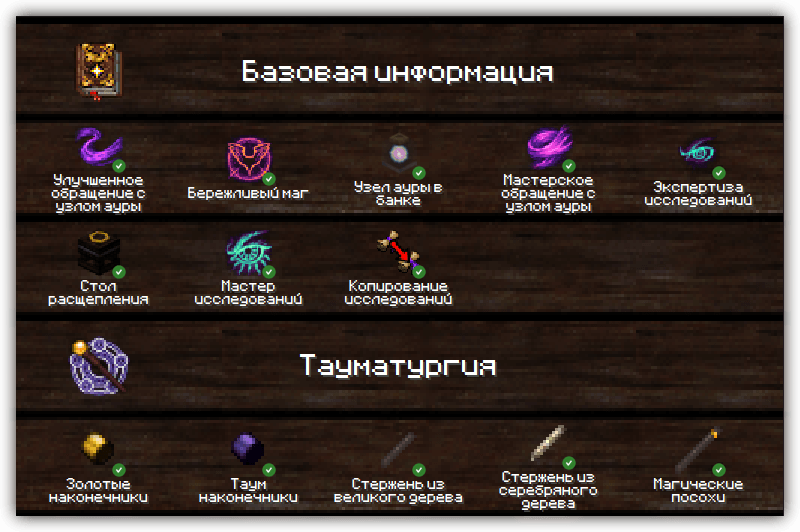 Базовая информация
Улучшенное
обращение с
узлом ауры
Бережливый маг
Узел ауры в
банке
Мастерское
обращение с
узлом ауры
Экспертиза
исследований
Стол
расщепления
Мастер
исследований
Копирование
исследований
Тауматургия
Золотые
наконечники
Таум
наконечники
Стержень из
великого дерева
Стержень из
серебряного
дерева
Магические
посохи